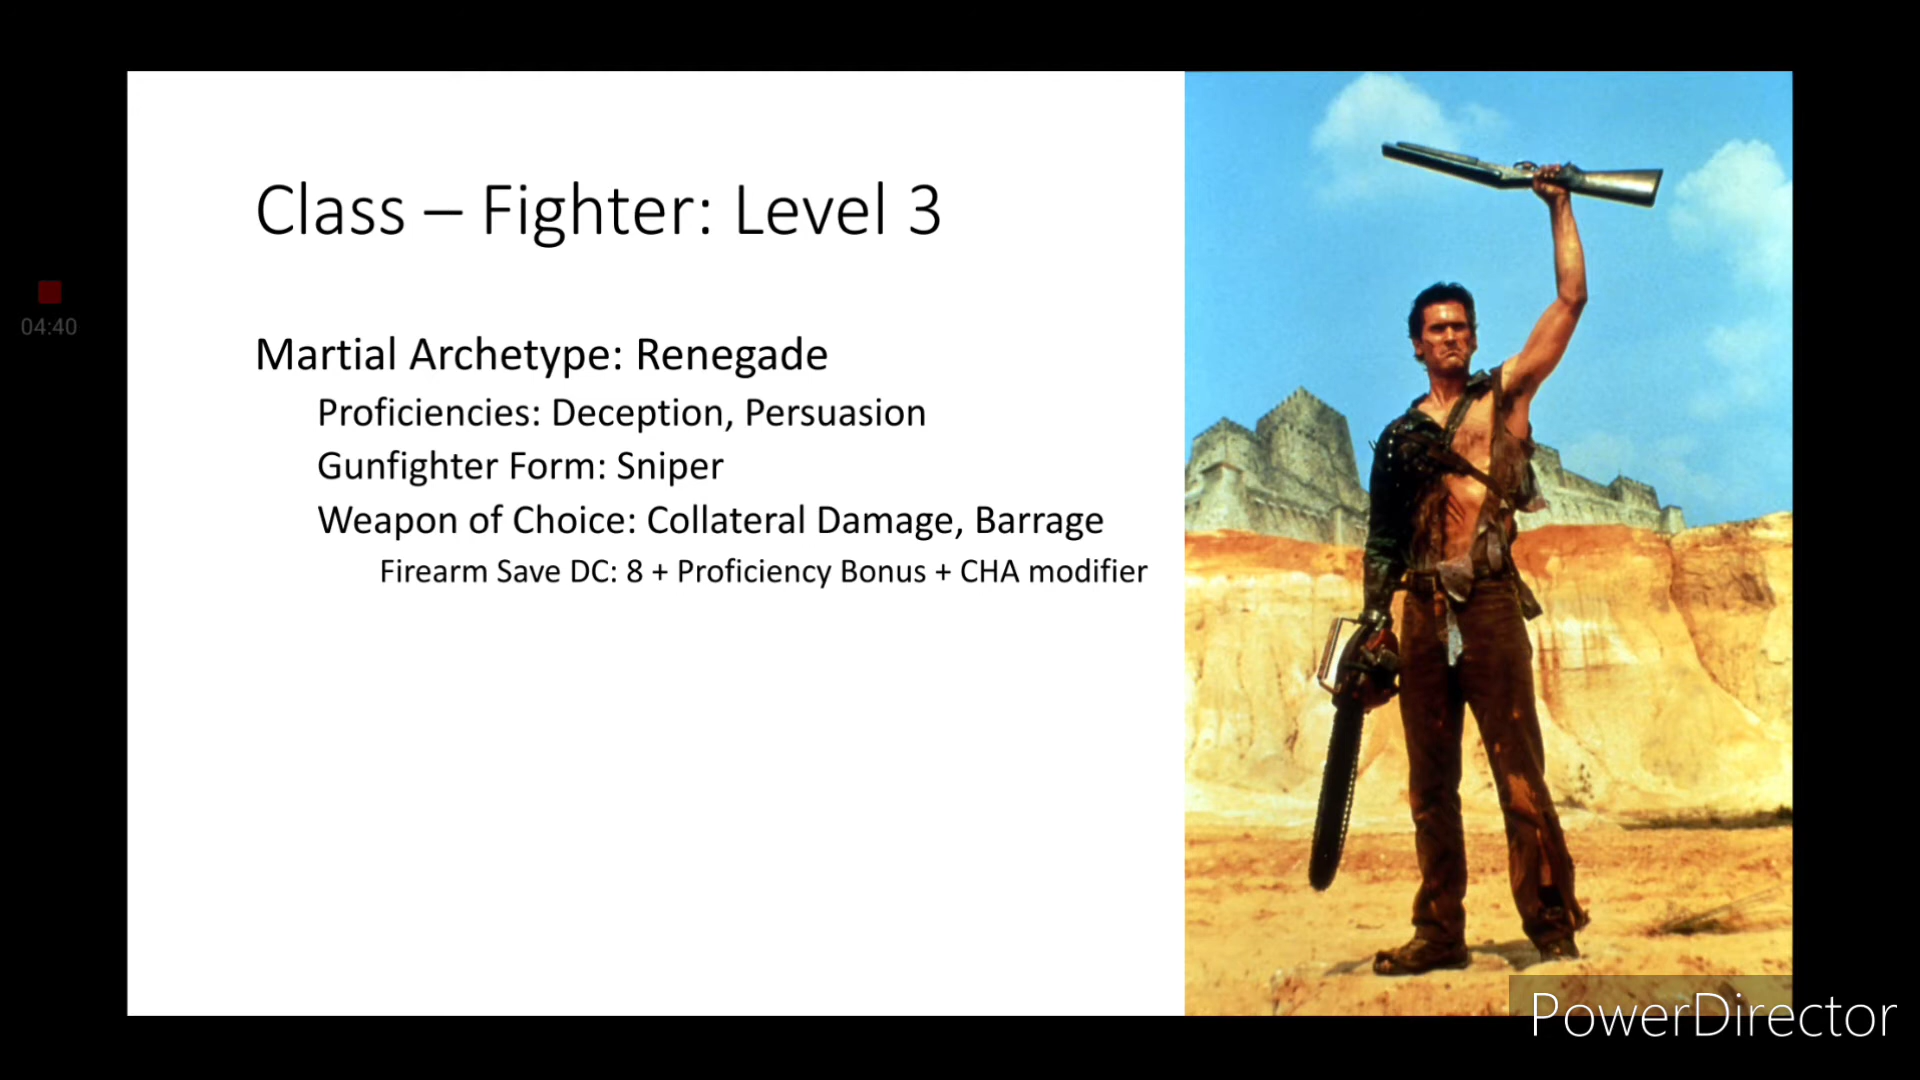 Class – Fighter: Level 3
Martial Archetype: Renegade
Proficiencies: Deception, Persuasion
Gunfighter Form: Sniper
Weapon of Choice: Collateral Damage, Barrage
Firearm Save DC: 8 + Proficiency Bonus + CHA modifier
04:40
PowerDirector